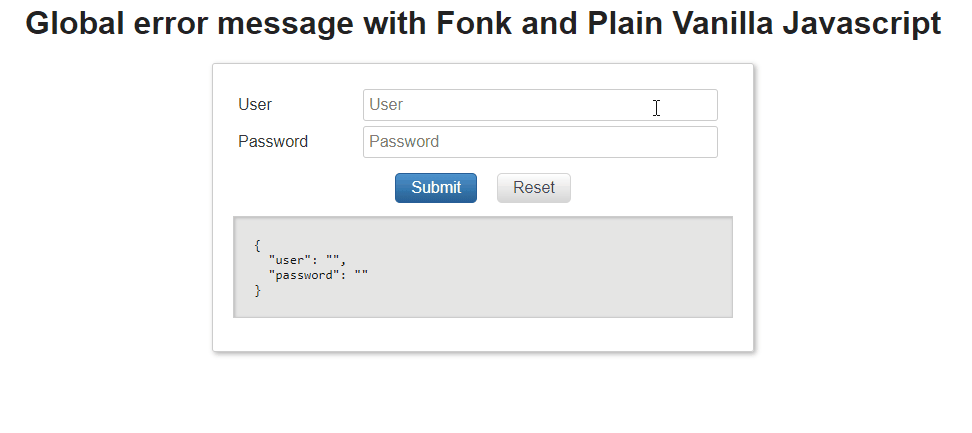 Global error message with Fonk and Plain Vanilla Javascript
User User
Password Password
Submit Reset
{
"user": "",
"password": ""
}